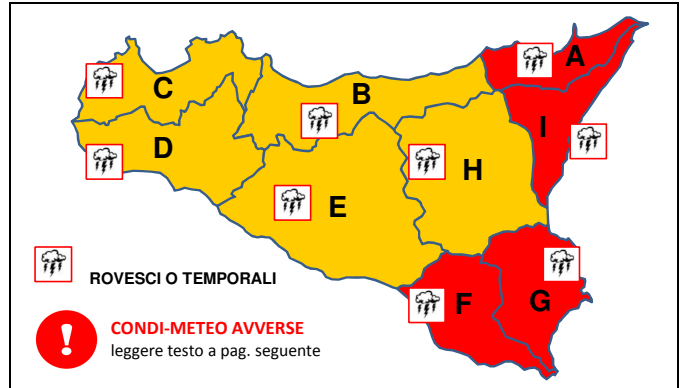 A
C
B
I
D
H
E
ROVESCI O TEMPORALI
F
G
!
CONDI-METEO AVVERSE
leggere testo a pag. seguente